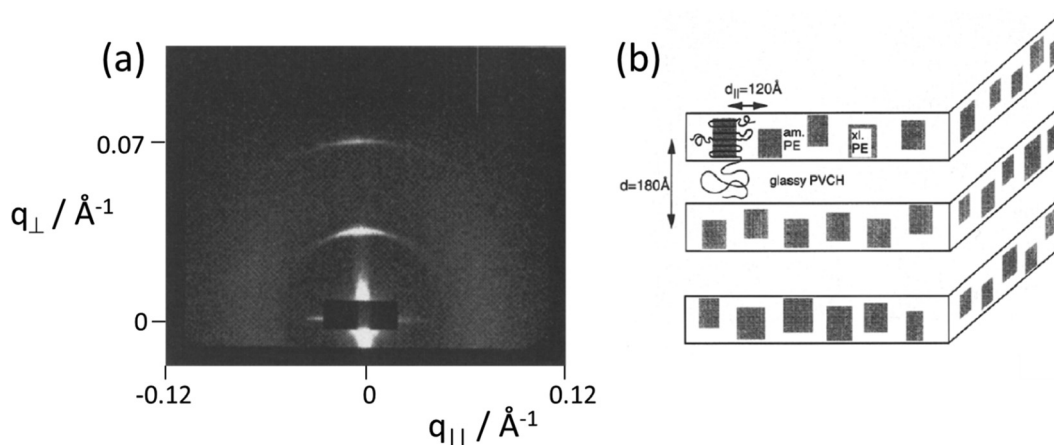 (a)
0.07
q⊥ / Å-1
0
-0.12
0
0.12
q|| / Å-1
(b)
d||=120Å
am.
PE
xl.
PE
d=180Å
glassy PVCH